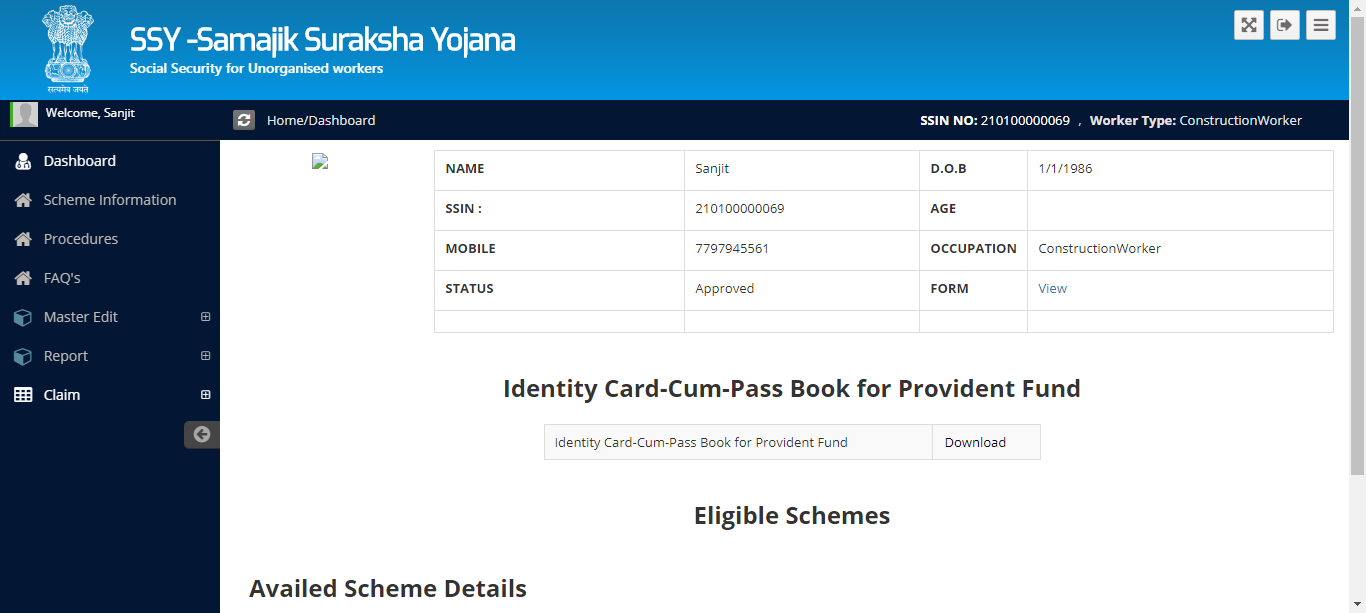 SSY -Samajik Suraksha Yojana
Social Security for Unorganised workers
सत्यमेव जयते
Welcome, Sanjit
Home/Dashboard
SSIN NO: 210100000069 , Worker Type: ConstructionWorker
Dashboard
Scheme Information
Procedures
FAQ's
Master Edit
Report
Claim
NAME Sanjit D.O.B 1/1/1986
SSIN : 210100000069 AGE
MOBILE 7797945561 OCCUPATION ConstructionWorker
STATUS Approved FORM View
Identity Card-Cum-Pass Book for Provident Fund
Identity Card-Cum-Pass Book for Provident Fund Download
Eligible Schemes
Availed Scheme Details